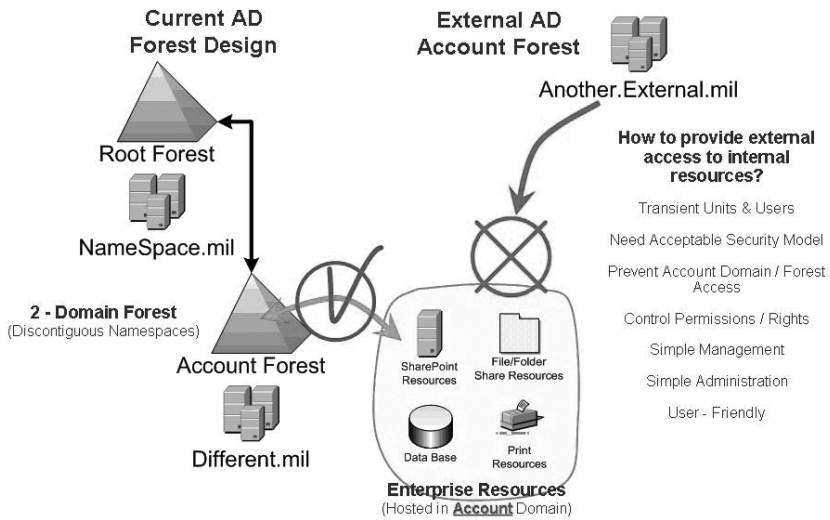 Current AD
Forest Design
Root Forest
NameSpace.mil
2 - Domain Forest
(Discontiguous Namespaces)
Account Forest
Different.mil
External AD
Account Forest
Another.External.mil
SharePoint
Resources
File/Folder
Share Resources
Data Base
Print
Resources
Enterprise Resources
(Hosted in Account Domain)
How to provide external
access to internal
resources?
Transient Units & Users
Need Acceptable Security Model
Prevent Account Domain / Forest
Access
Control Permissions / Rights
Simple Management
Simple Administration
User - Friendly